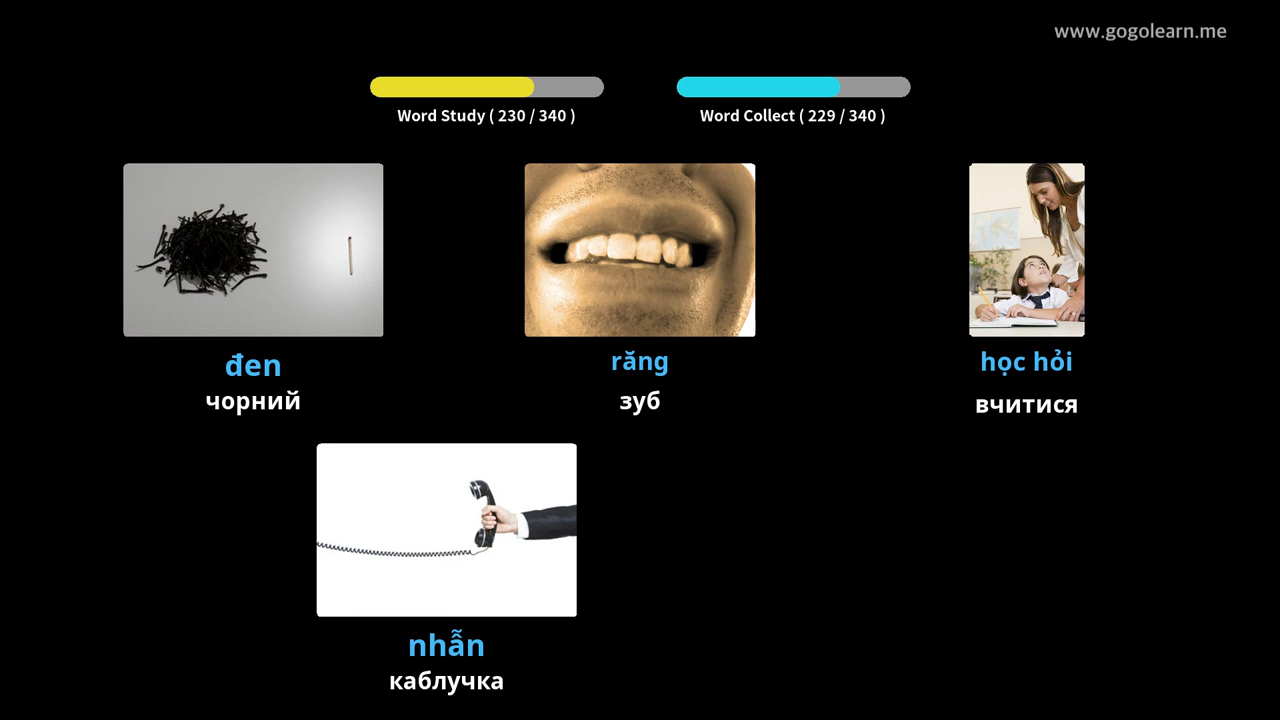 www.gogolearn.me
Word Study ( 230 / 340 )
Word Collect ( 229 / 340 )
đen
чорний
răng
зуб
học hỏi
вчитися
nhẫn
каблучка